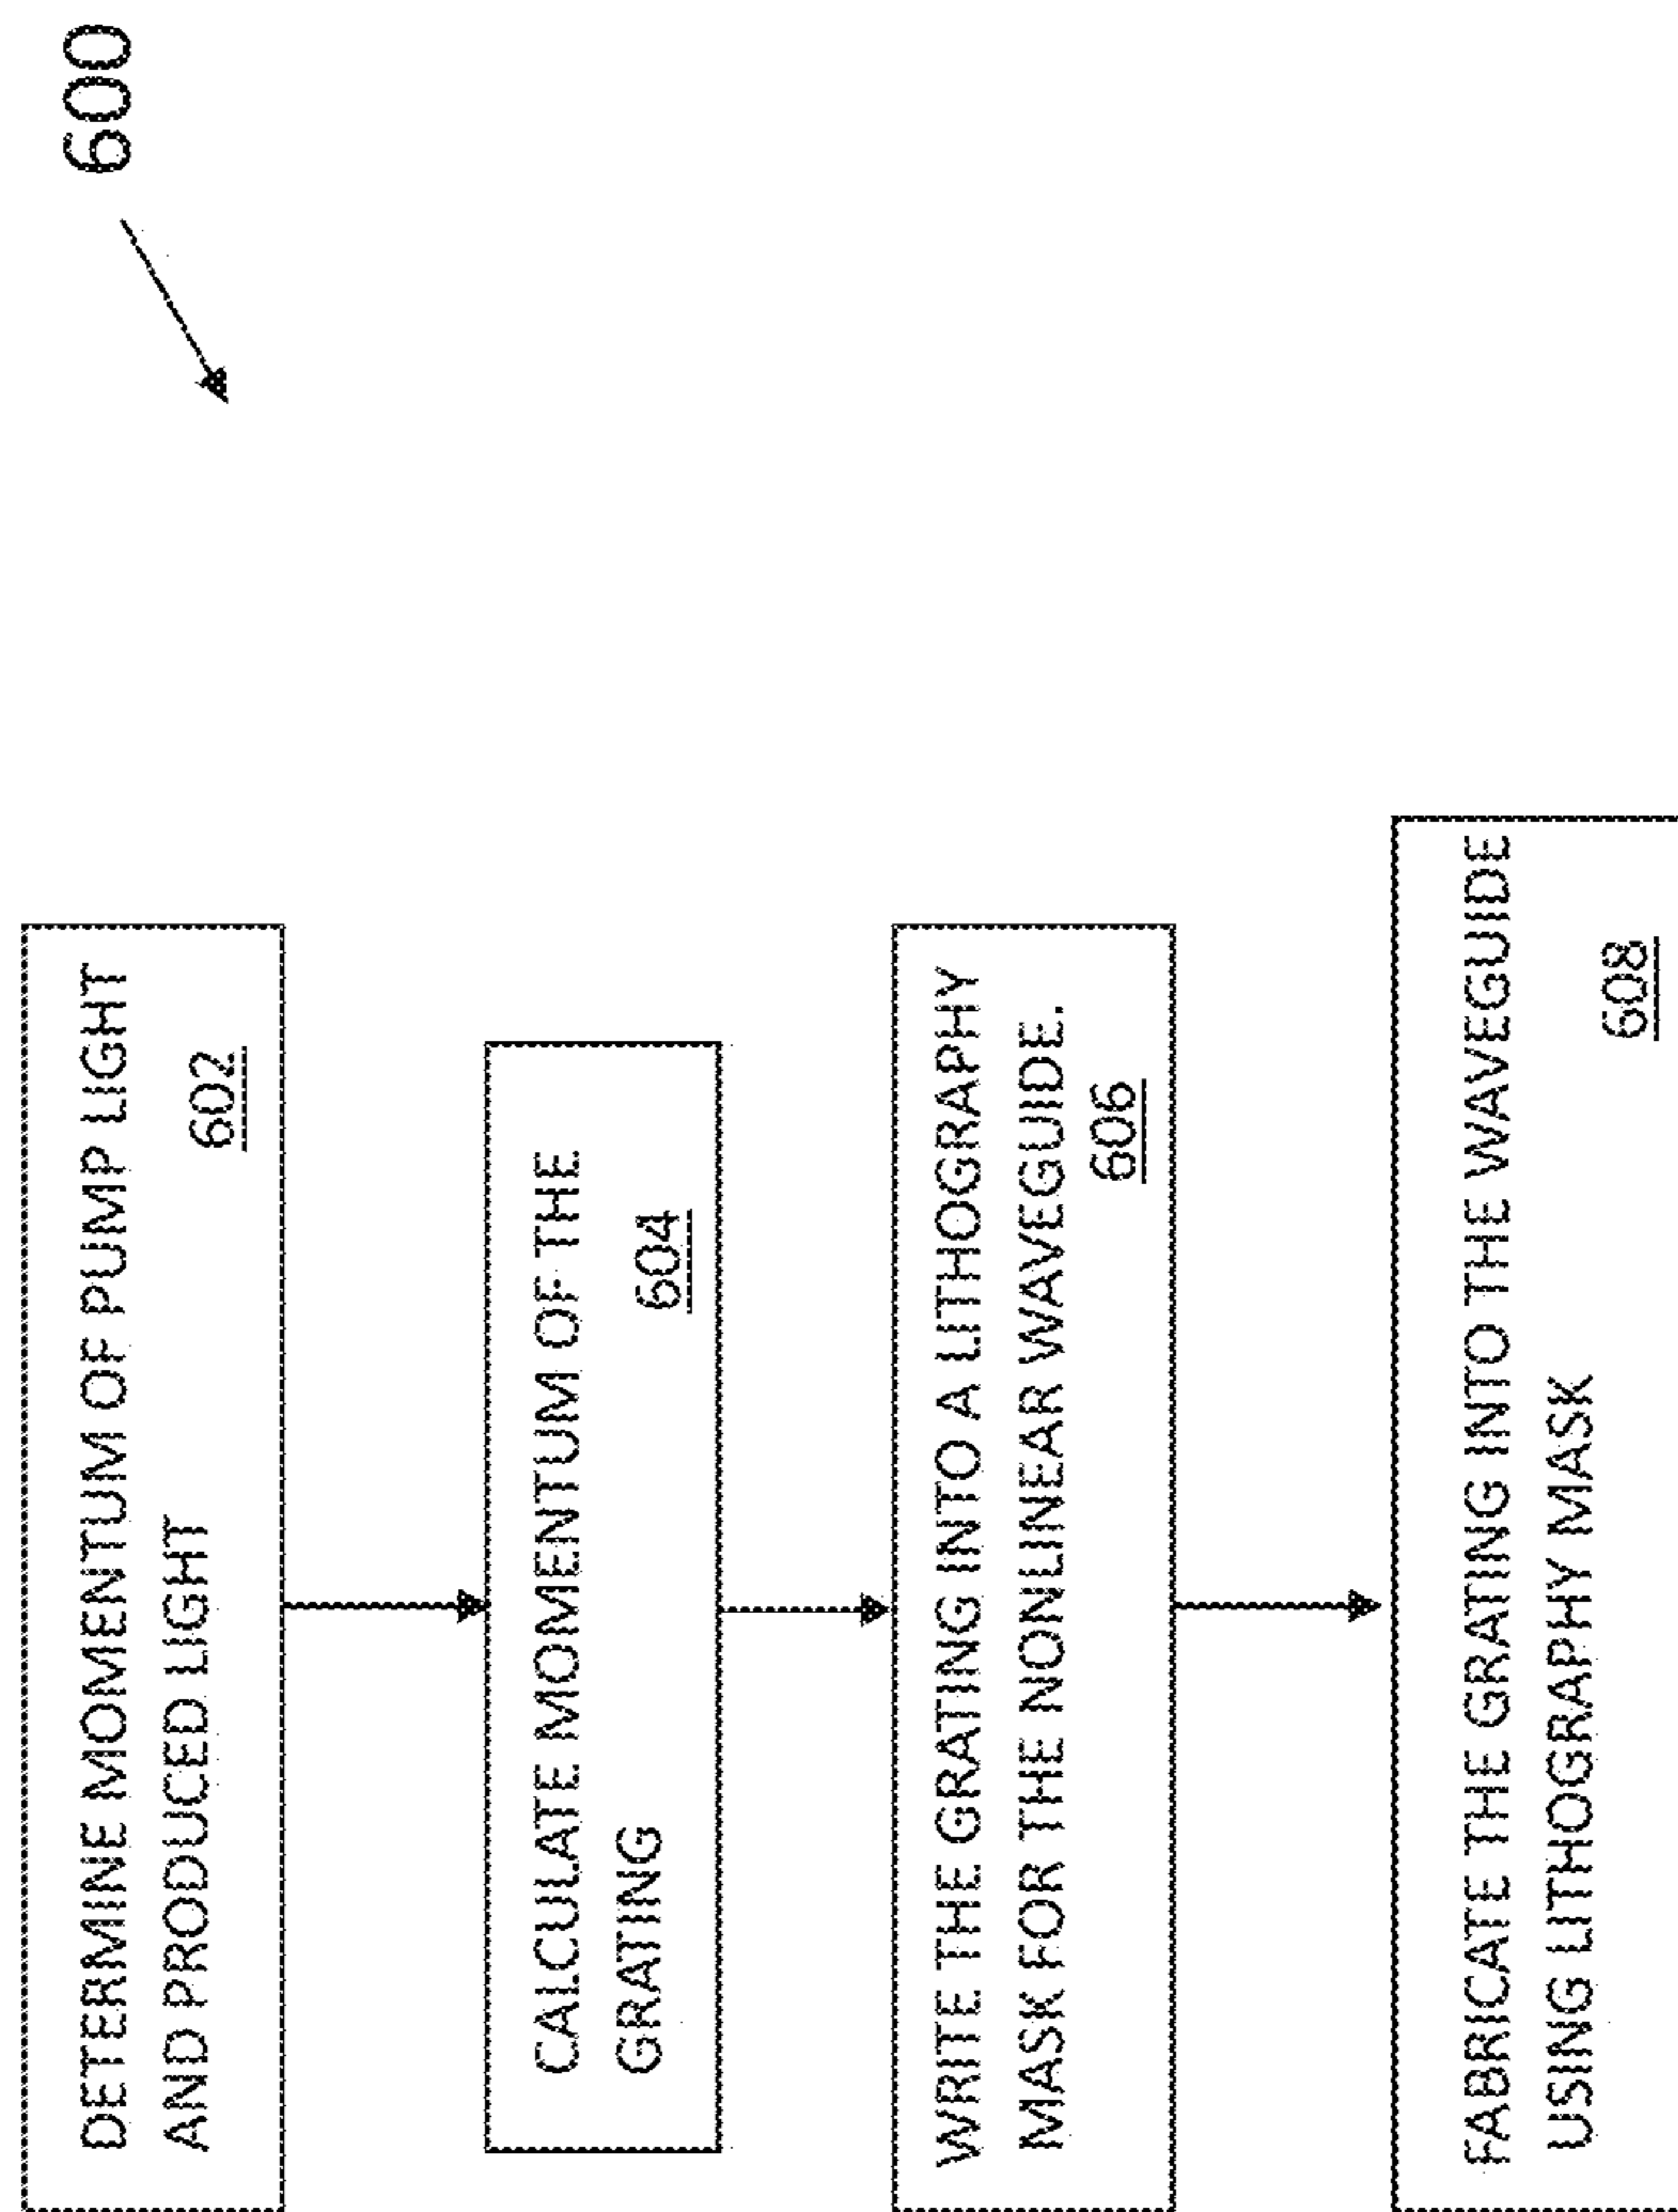 600
DETERMINE MOMENTUM OF PUMP LIGHT
AND PRODUCED LIGHT
602
CALCULATE MOMENTUM OF THE
GRATING
604
WRITE THE GRATING INTO A LITHOGRAPHY
MASK FOR THE NONLINEAR WAVEGUIDE.
606
FABRICATE THE GRATING INTO THE WAVEGUIDE
USING LITHOGRAPHY MASK
608